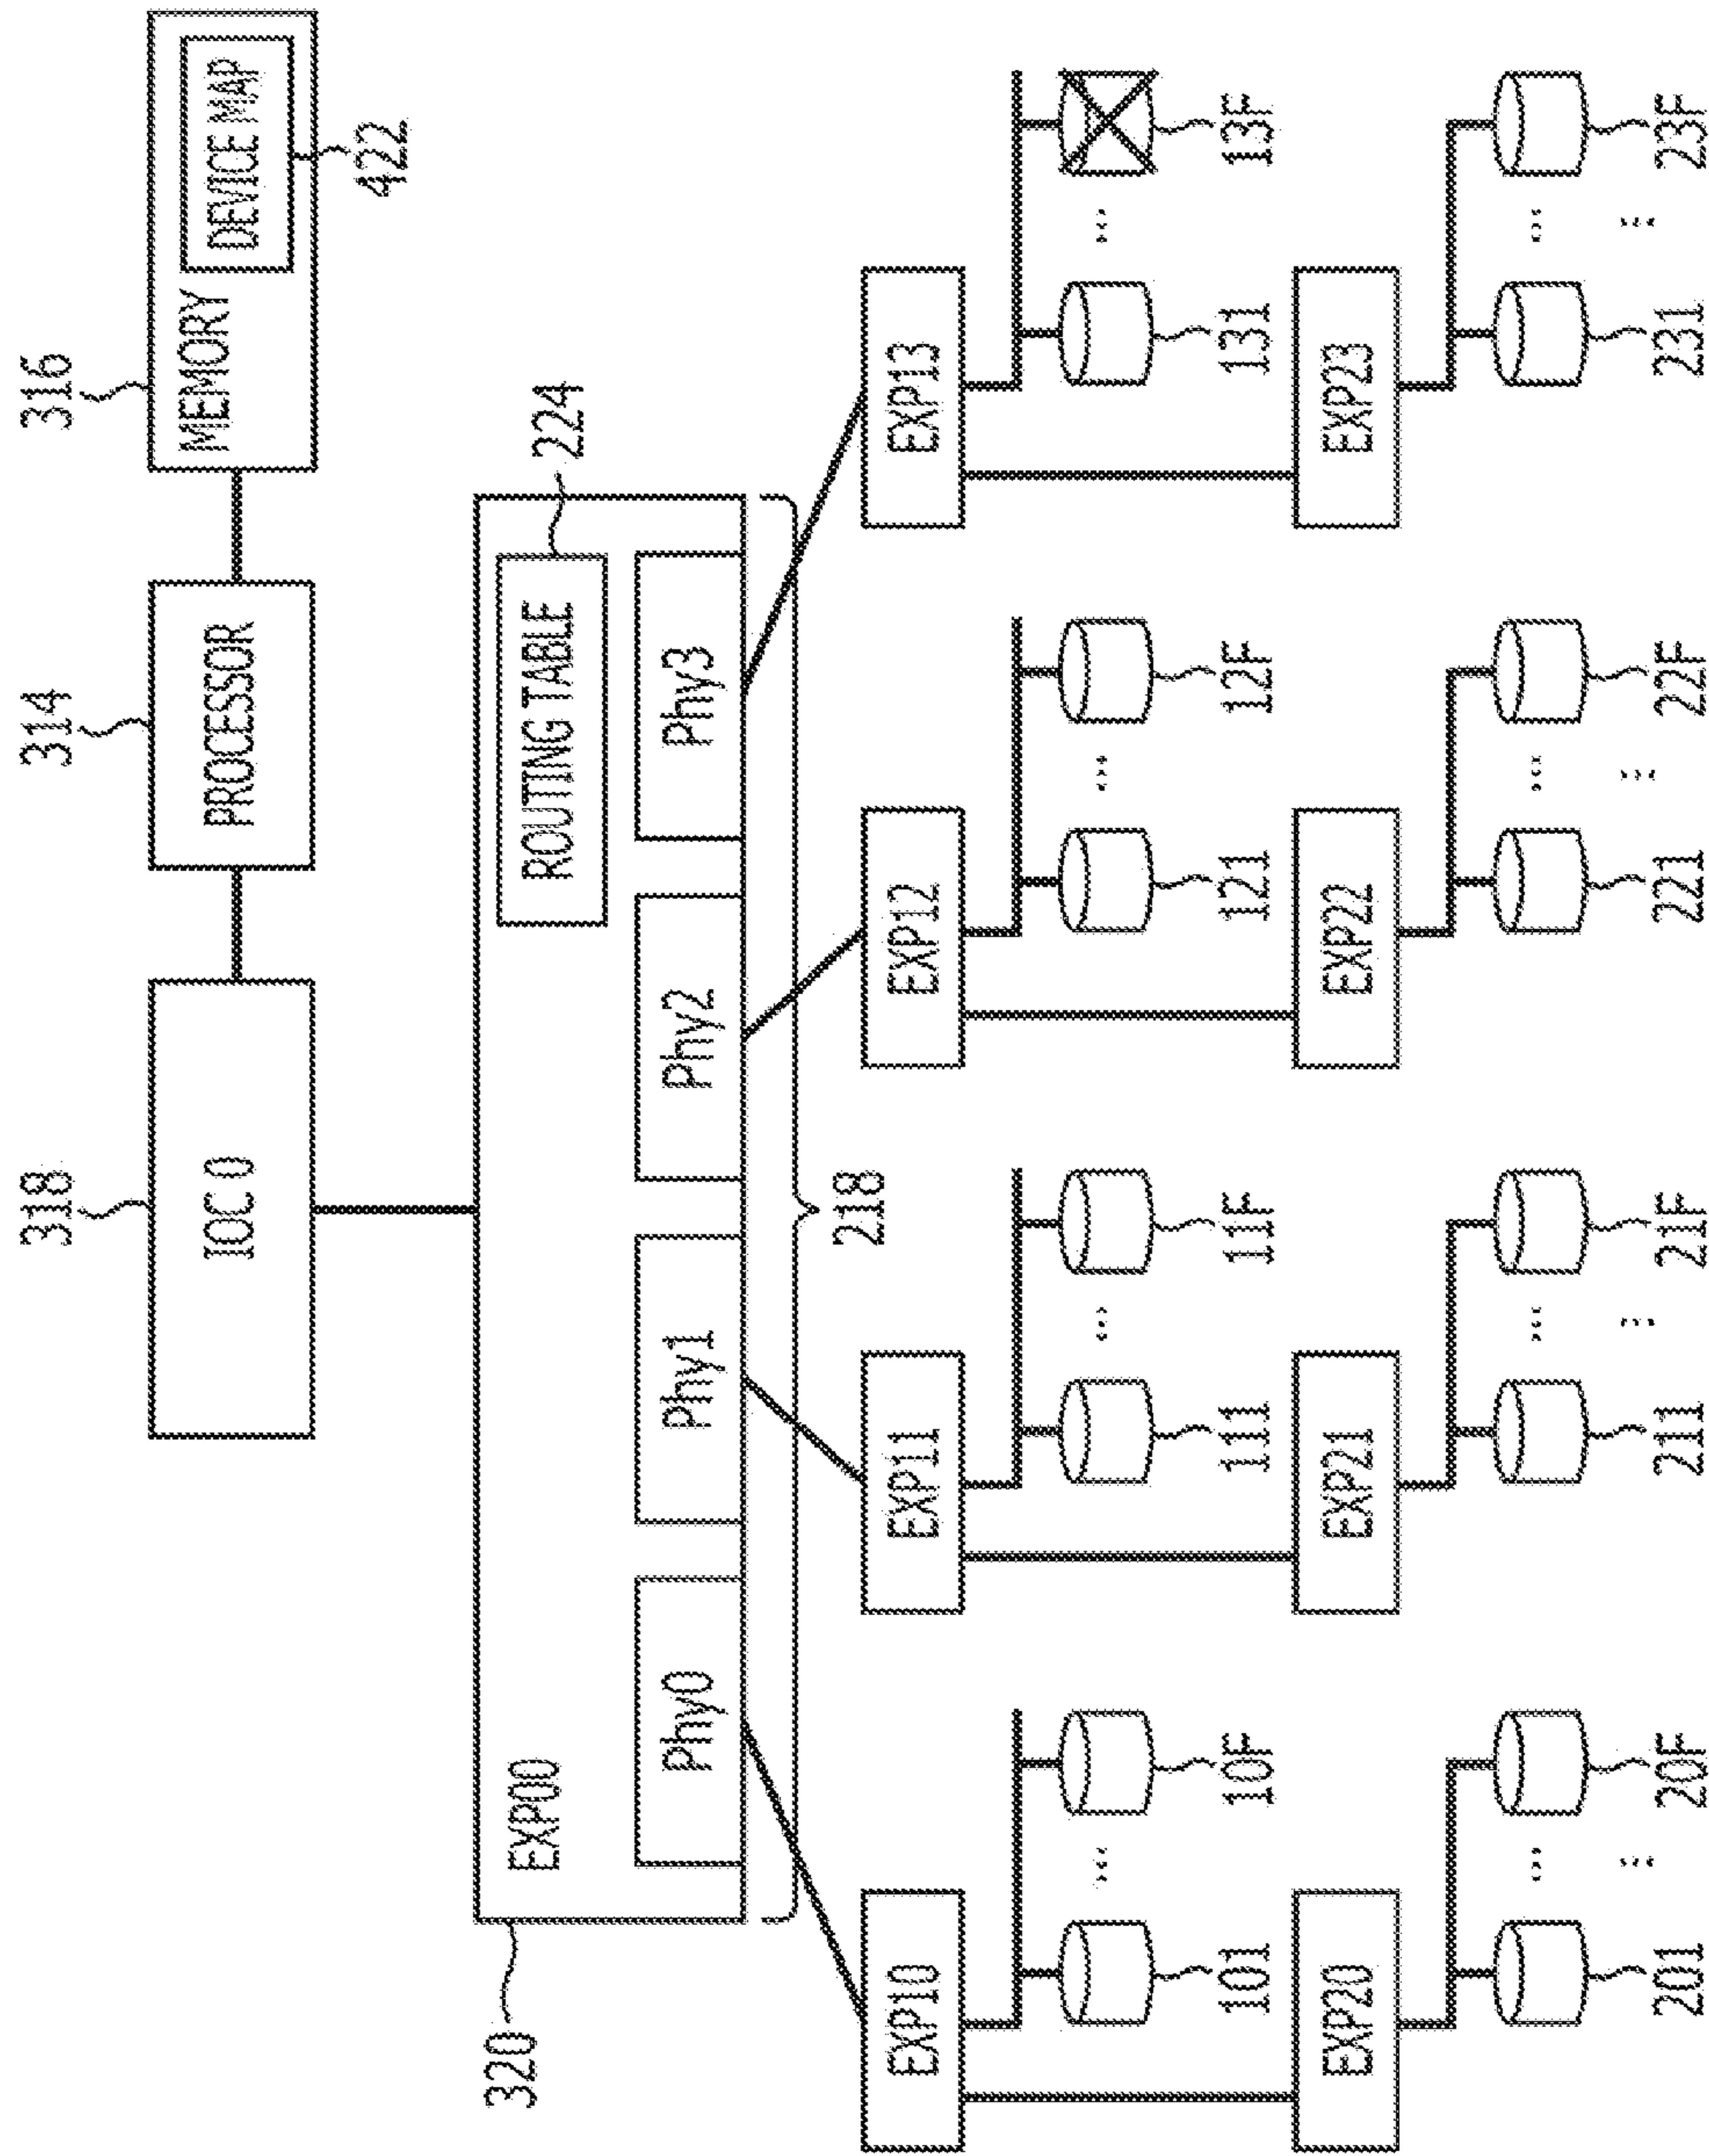 318
314
316
IOC 0
PROCESSOR
MEMORY
DEVICE MAP
422
320
EXP00
ROUTING TABLE
224
Phy0
Phy1
Phy2
Phy3
218
EXP10
EXP11
EXP12
EXP13
101
...
10F
111
...
11F
121
...
12F
131
...
13F
EXP20
EXP21
EXP22
EXP23
201
...
20F
211
...
21F
221
...
22F
231
...
23F